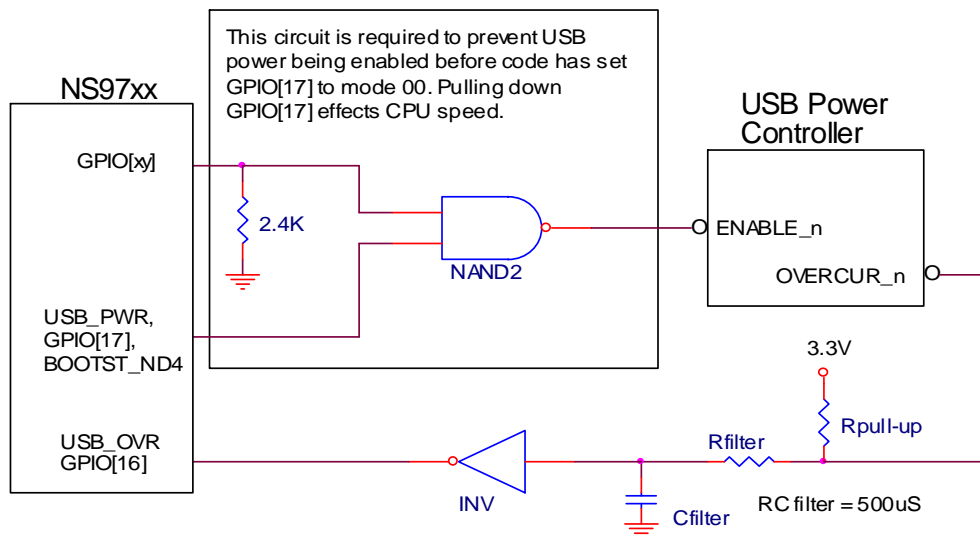 This circuit is required to prevent USB
power being enabled before code has set
GPIO[17] to mode 00. Pulling down
GPIO[17] effects CPU speed.
NS97xx
GPIO[xy]
2.4K
NAND2
USB_PWR,
GPIO[17],
BOOTST_ND4
USB_OVR
GPIO[16]
USB Power
Controller
ENABLE_n
OVERCUR_n
3.3V
Rpull-up
Rfilter
INV
Cfilter
RC filter = 500uS